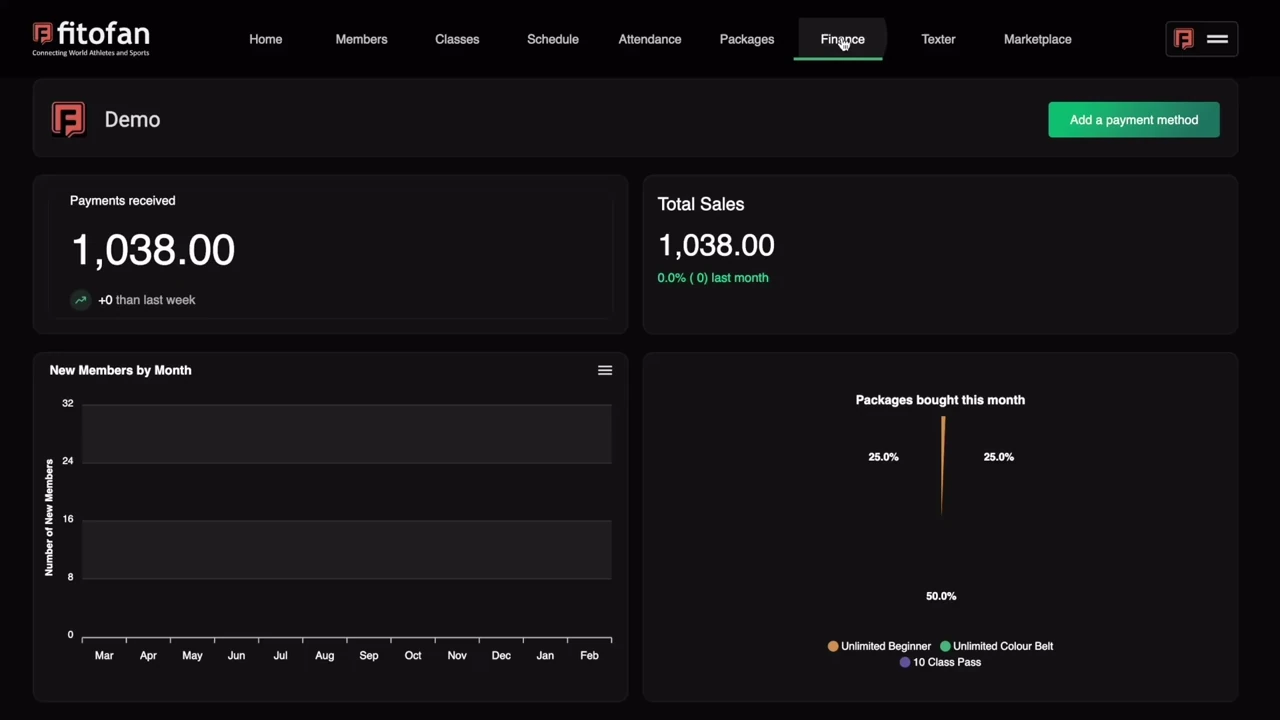 fitofan
Connecting World Athletes and Sports
Home Members Classes Schedule Attendance Packages Finance Texter Marketplace
Demo
Add a payment method
Payments received
1,038.00
+0 than last week
Total Sales
1,038.00
0.0% ( 0) last month
New Members by Month
Number of New Members
32
24
16
8
0
Mar Apr May Jun Jul Aug Sep Oct Nov Dec Jan Feb
Packages bought this month
25.0% 25.0%
50.0%
Unlimited Beginner Unlimited Colour Belt
10 Class Pass